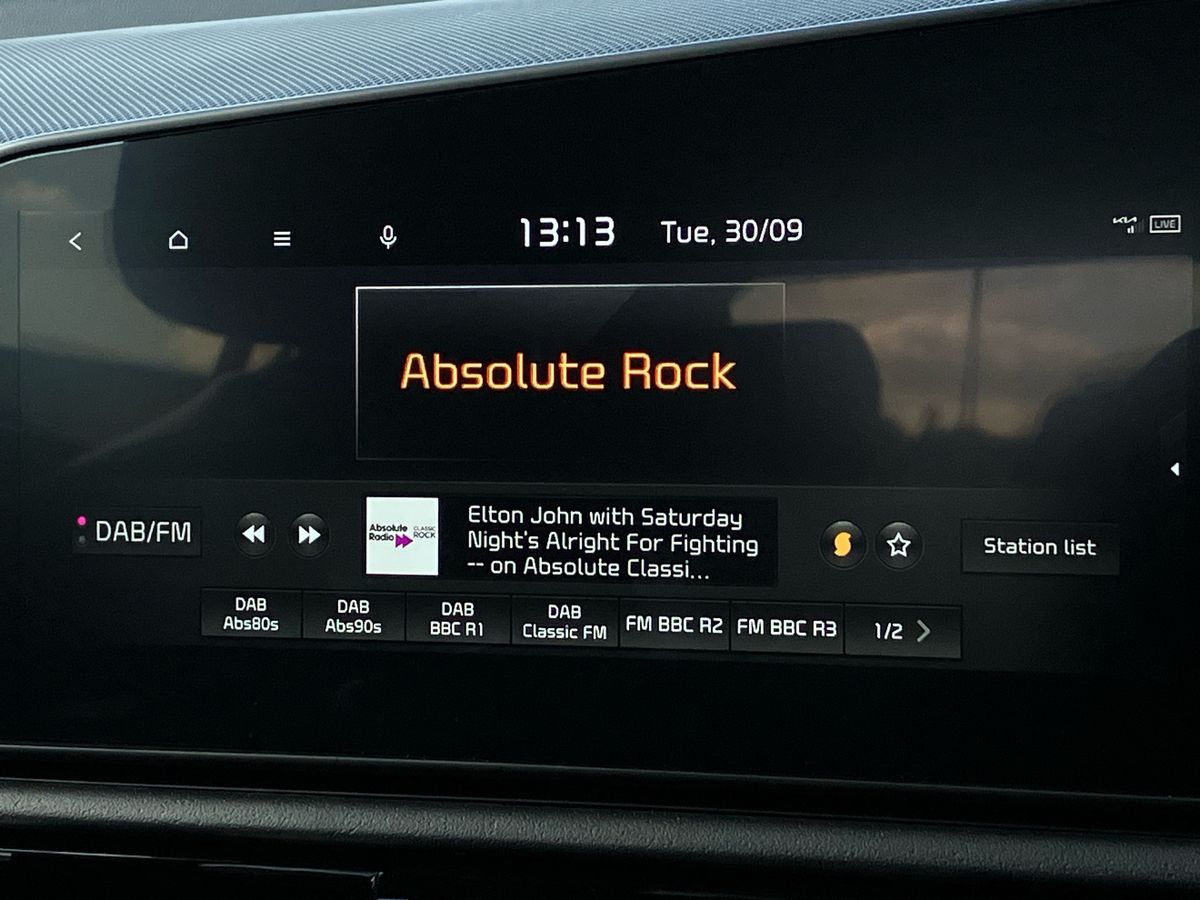 13:13 Tue, 30/09
LIVE
Absolute Rock
DAB/FM
Absolute
Radio
CLASSIC
ROCK
Elton John with Saturday
Night's Alright For Fighting
-- on Absolute Classi...
Station list
DAB
Abs80s
DAB
Abs90s
DAB
BBC R1
DAB
Classic FM
FM BBC R2
FM BBC R3
1/2